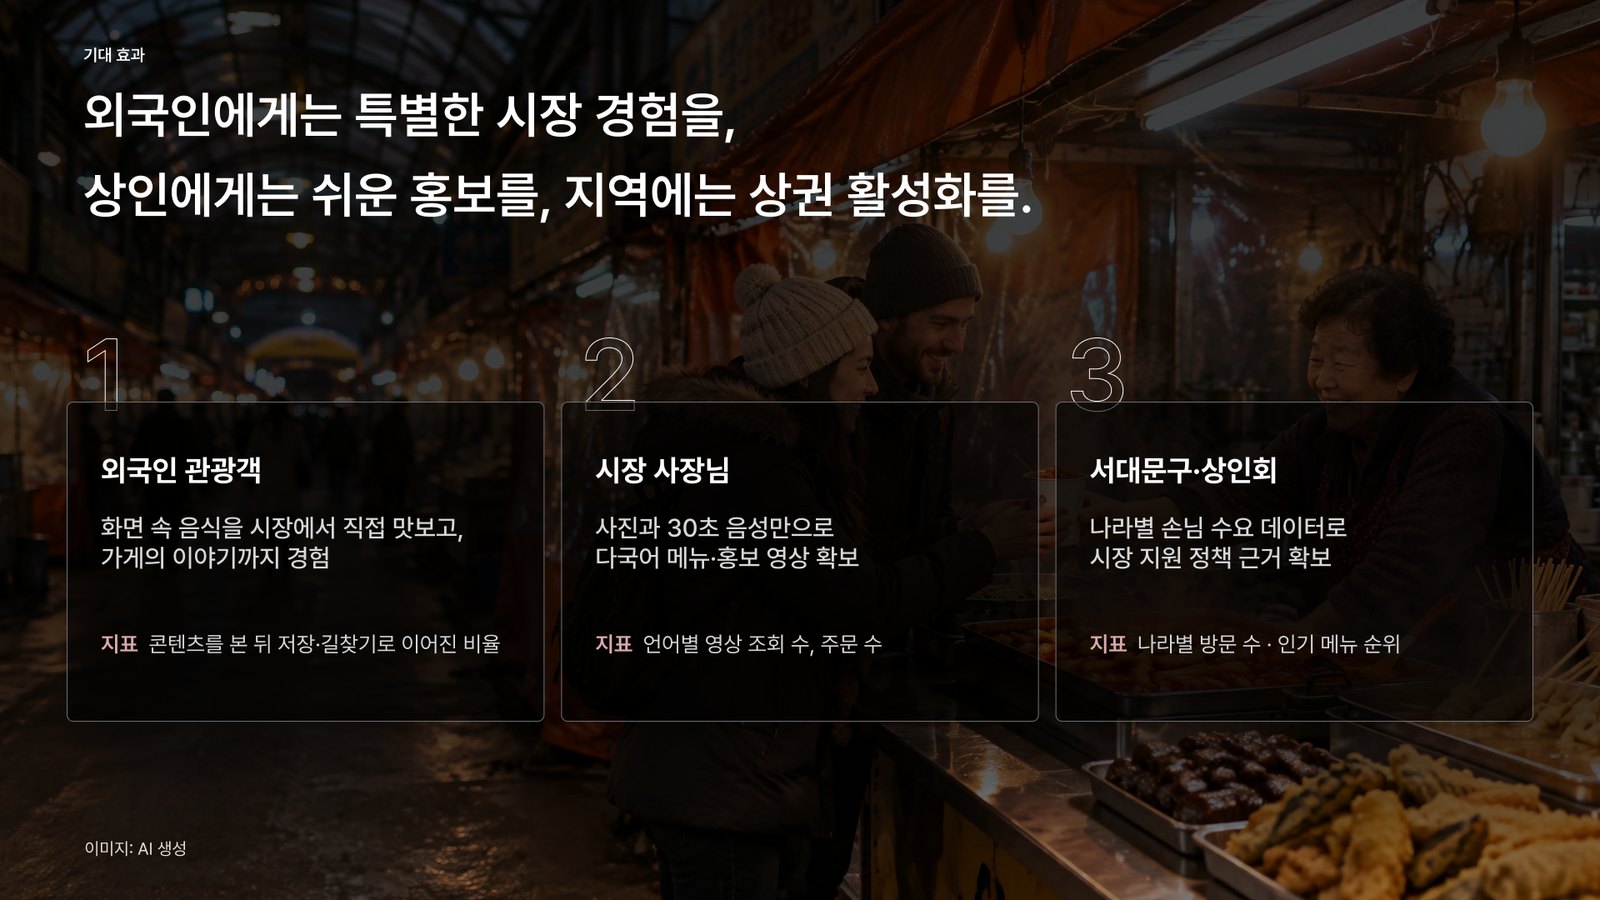 기대 효과
외국인에게는 특별한 시장 경험을,
상인에게는 쉬운 홍보를, 지역에는 상권 활성화를.
1
외국인 관광객
화면 속 음식을 시장에서 직접 맛보고,
가게의 이야기까지 경험
지표 콘텐츠를 본 뒤 저장·길찾기로 이어진 비율
2
시장 사장님
사진과 30초 음성만으로
다국어 메뉴·홍보 영상 확보
지표 언어별 영상 조회 수, 주문 수
3
서대문구·상인회
나라별 손님 수요 데이터로
시장 지원 정책 근거 확보
지표 나라별 방문 수 · 인기 메뉴 순위
이미지: AI 생성